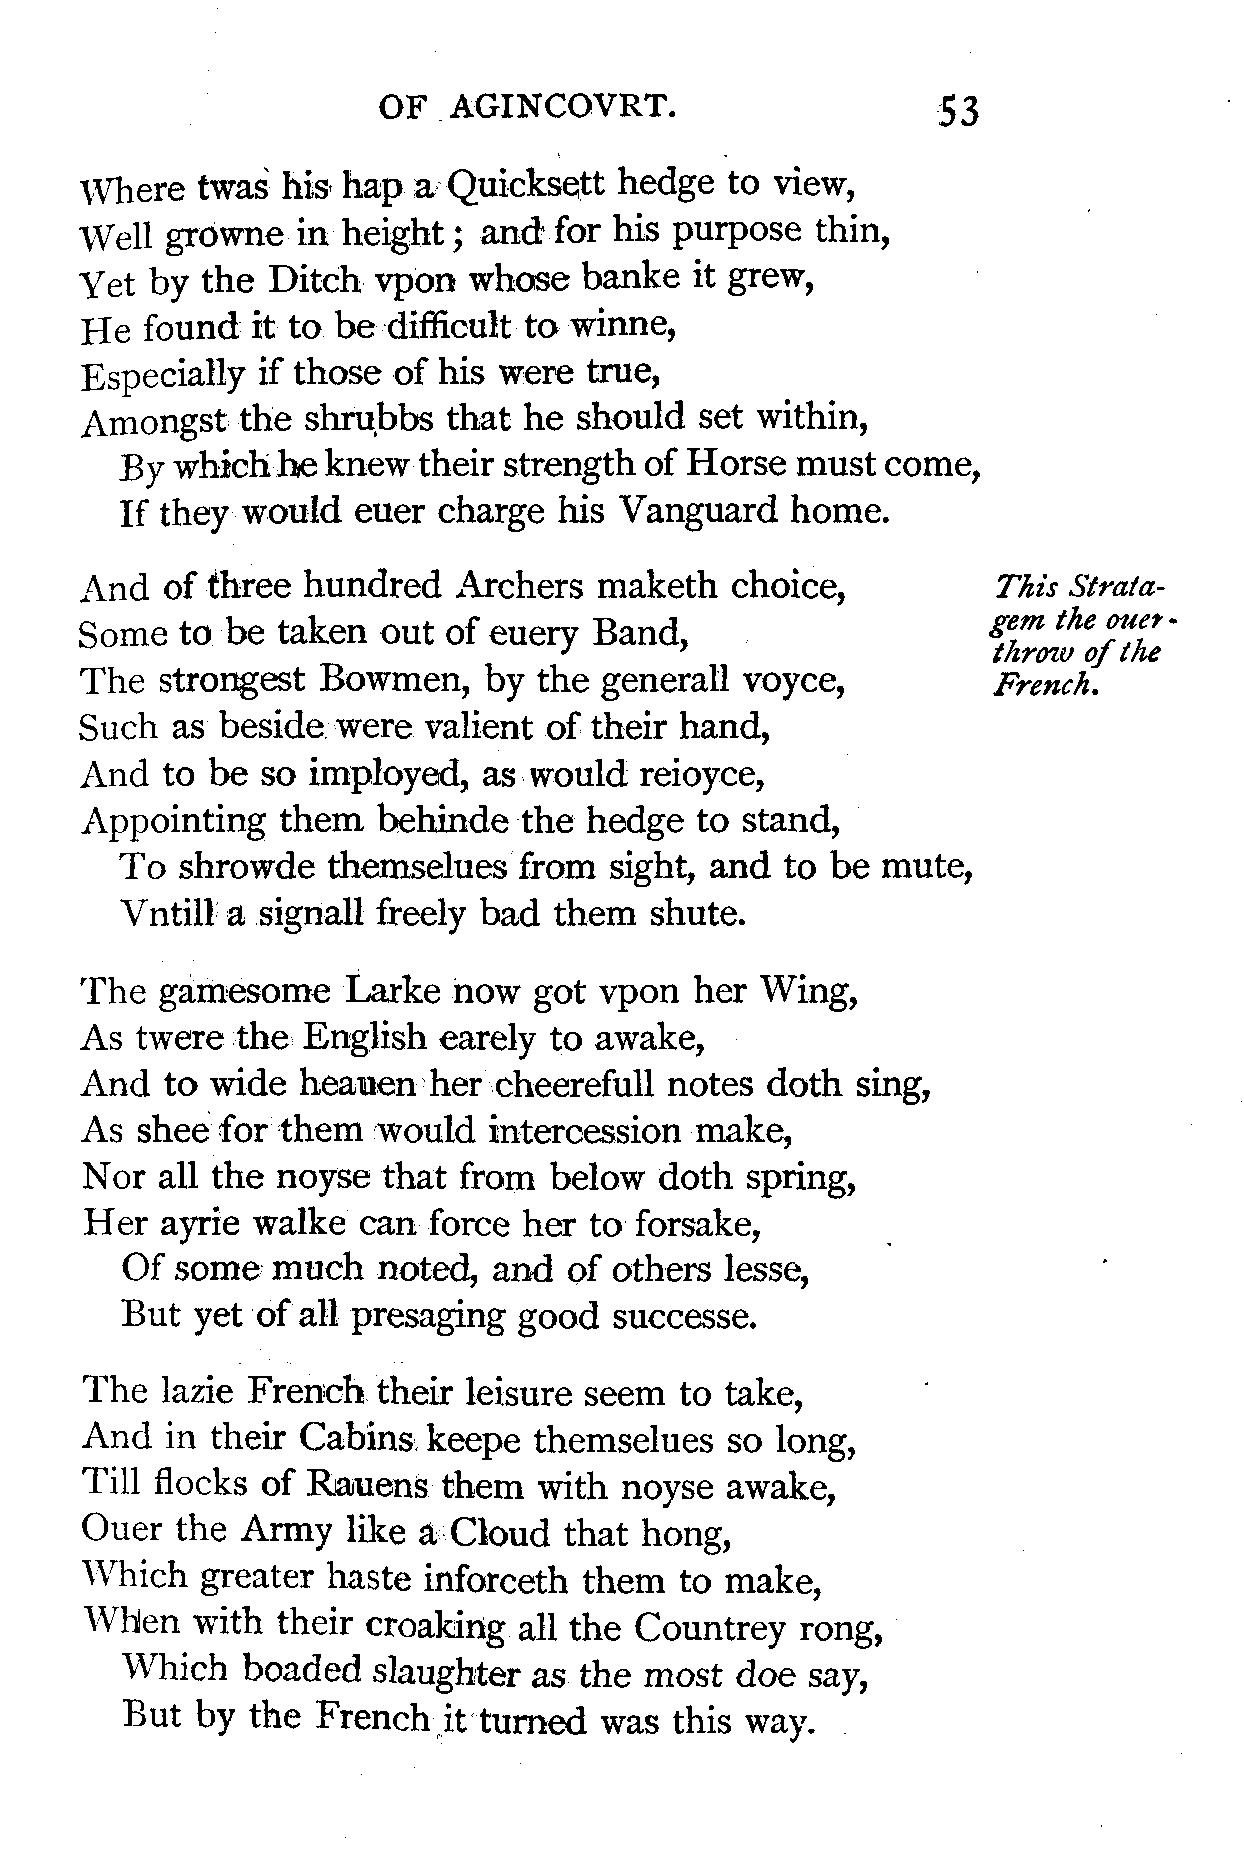 OF AGINCOVRT. 53
Where twas his hap a Quicksett hedge to view,
Well growne in height; and for his purpose thin,
Yet by the Ditch vpon whose banke it grew,
He found it to be difficult to winne,
Especially if those of his were true,
Amongst the shrubbs that he should set within,
By which he knew their strength of Horse must come,
If they would euer charge his Vanguard home.
And of three hundred Archers maketh choice,
Some to be taken out of euery Band,
The strongest Bowmen, by the generall voyce,
Such as beside were valient of their hand,
And to be so imployed, as would reioyce,
Appointing them behinde the hedge to stand,
To shrowde themselues from sight, and to be mute,
Vntill a signall freely bad them shute.
This Strata-
gem the ouer-
throw of the
French.
The gamesome Larke now got vpon her Wing,
As twere the English earely to awake,
And to wide heauen her cheerefull notes doth sing,
As shee for them would intercession make,
Nor all the noyse that from below doth spring,
Her ayrie walke can force her to forsake,
Of some much noted, and of others lesse,
But yet of all presaging good successe.
The lazie French their leisure seem to take,
And in their Cabins keepe themselues so long,
Till flocks of Rauens them with noyse awake,
Ouer the Army like a Cloud that hong,
Which greater haste inforceth them to make,
When with their croaking all the Countrey rong,
Which boaded slaughter as the most doe say,
But by the French it turned was this way.